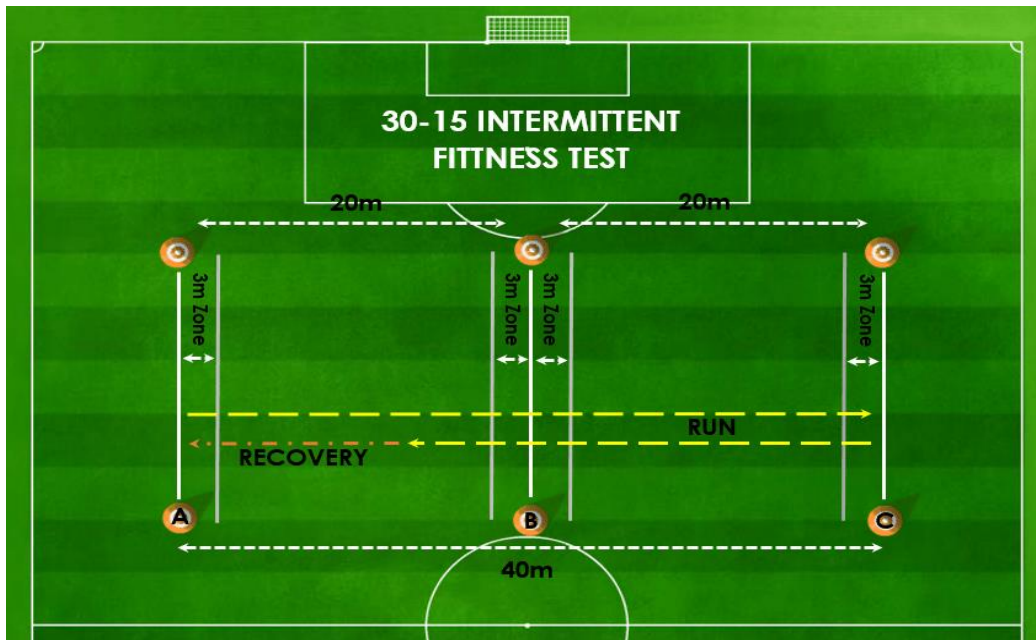 30-15 INTERMITTENT
FITTNESS TEST
20m
20m
3m Zone
3m Zone
3m Zone
3m Zone
RUN
RECOVERY
A
B
C
40m